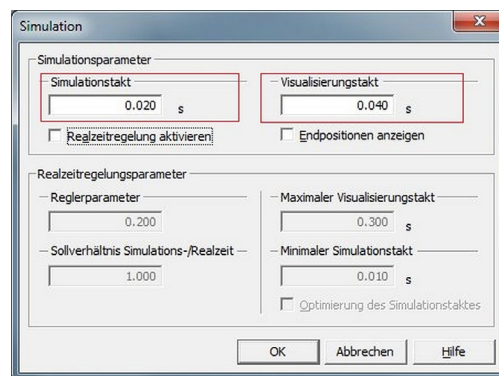 Simulation
Simulationsparameter
Simulationstakt
0.020 s
Visualisierungstakt
0.040 s
Realzeitregelung aktivieren
Endpositionen anzeigen
Realzeitregelungsparameter
Reglerparameter
0.200
Maximaler Visualisierungstakt
0.300 s
Sollverhältnis Simulations-/Realzeit
1.000
Minimaler Simulationstakt
0.010 s
Optimierung des Simulationstaktes
OK
Abbrechen
Hilfe